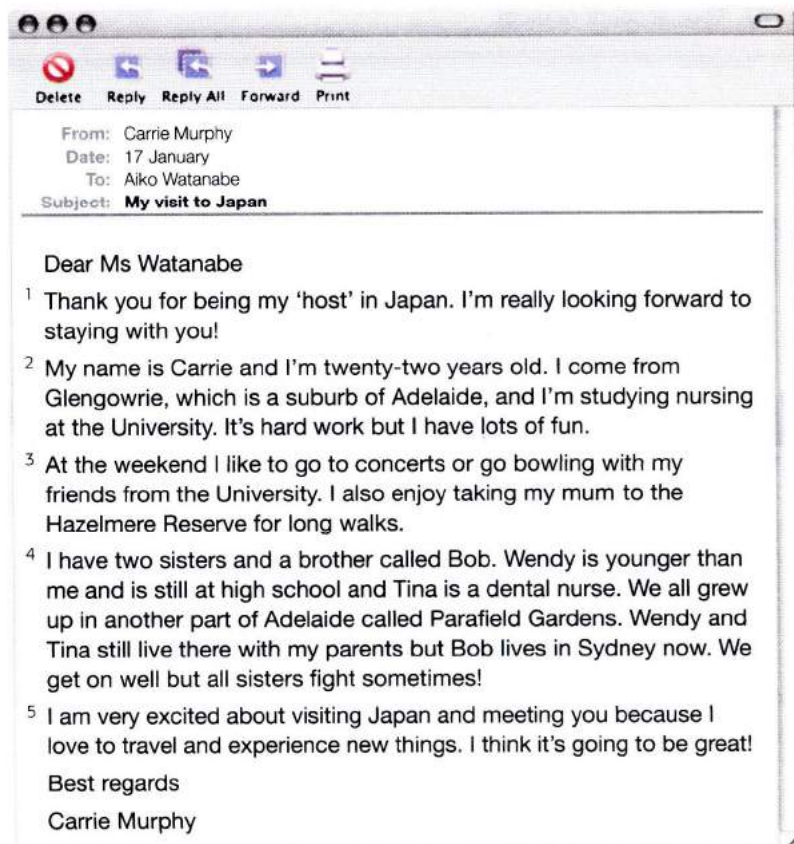 Delete Reply Reply All Forward Print
From: Carrie Murphy
Date: 17 January
To: Aiko Watanabe
Subject: My visit to Japan
Dear Ms Watanabe
1 Thank you for being my ‘host’ in Japan. I’m really looking forward to
staying with you!
2 My name is Carrie and I’m twenty-two years old. I come from
Glengowrie, which is a suburb of Adelaide, and I’m studying nursing
at the University. It’s hard work but I have lots of fun.
3 At the weekend I like to go to concerts or go bowling with my
friends from the University. I also enjoy taking my mum to the
Hazelmere Reserve for long walks.
4 I have two sisters and a brother called Bob. Wendy is younger than
me and is still at high school and Tina is a dental nurse. We all grew
up in another part of Adelaide called Parafield Gardens. Wendy and
Tina still live there with my parents but Bob lives in Sydney now. We
get on well but all sisters fight sometimes!
5 I am very excited about visiting Japan and meeting you because I
love to travel and experience new things. I think it’s going to be great!
Best regards
Carrie Murphy